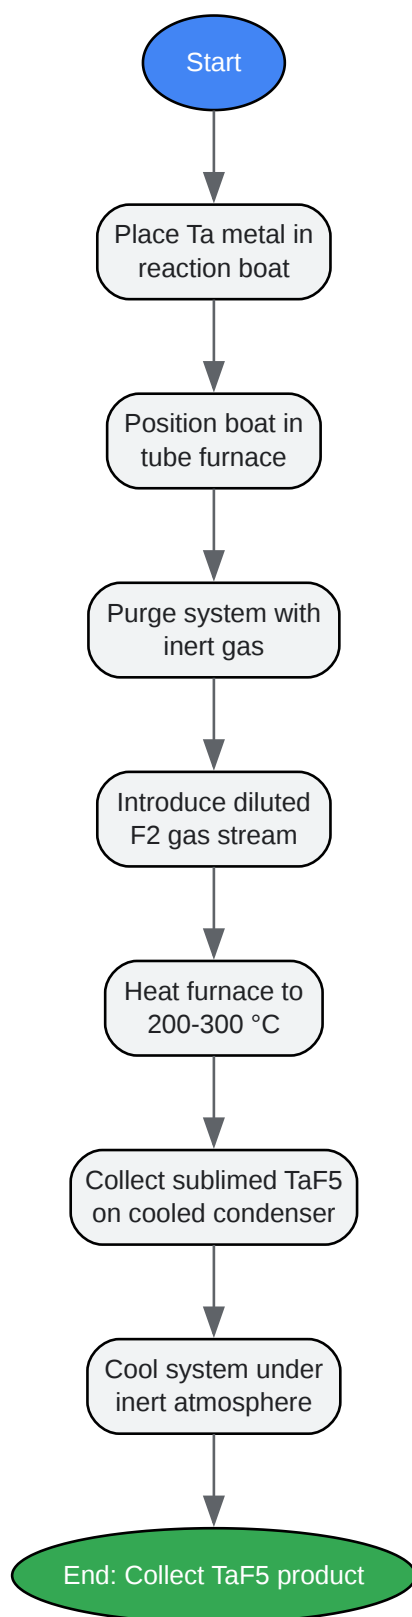 Start
Place Ta metal in
reaction boat
Position boat in
tube furnace
Purge system with
inert gas
Introduce diluted
F2 gas stream
Heat furnace to
200-300 °C
Collect sublimed TaF5
on cooled condenser
Cool system under
inert atmosphere
End: Collect TaF5 product